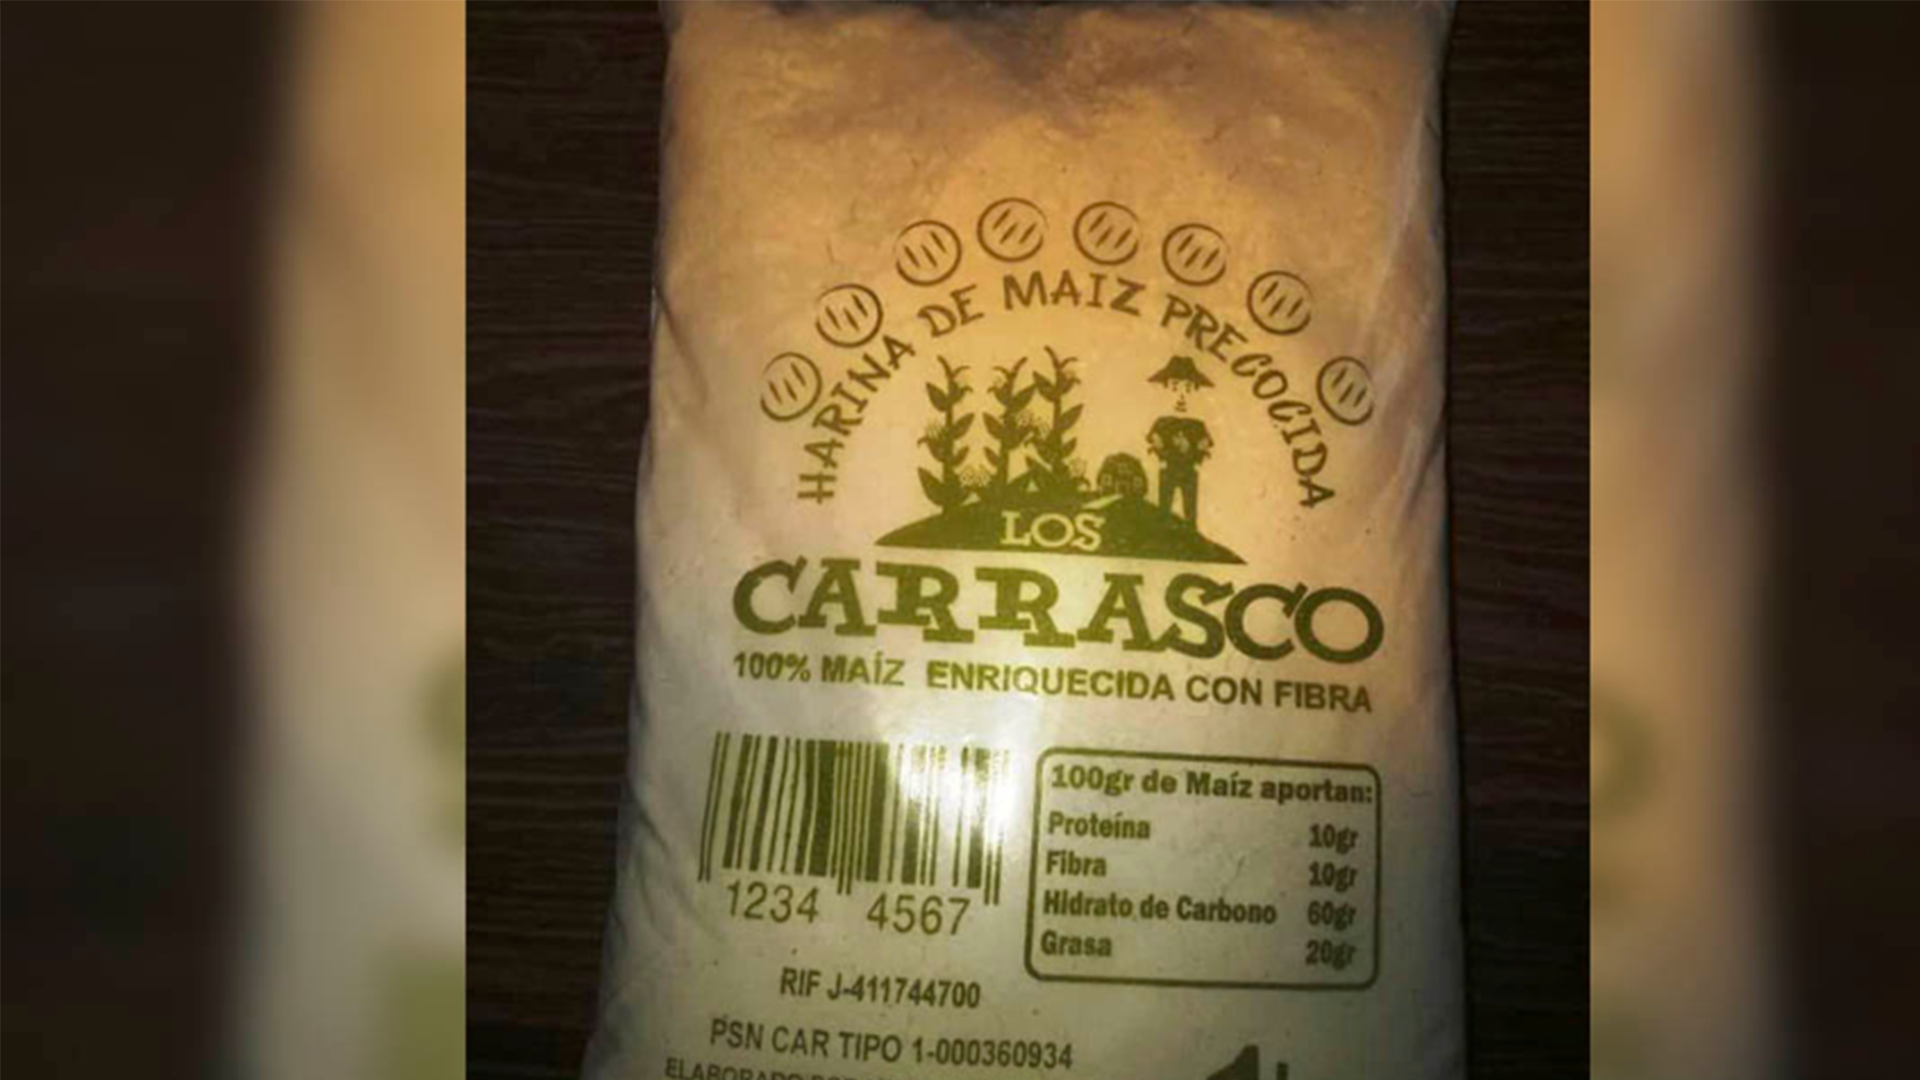 HARINA DE MAIZ PRECOCIDA
LOS
CARRASCO
100% MAÍZ ENRIQUECIDA CON FIBRA
1234 4567
100gr de Maíz aportan:
Proteína 10gr
Fibra 10gr
Hidrato de Carbono 60gr
Grasa 20gr
RIF J-411744700
PSN CAR TIPO 1-000360934
ELABORADO